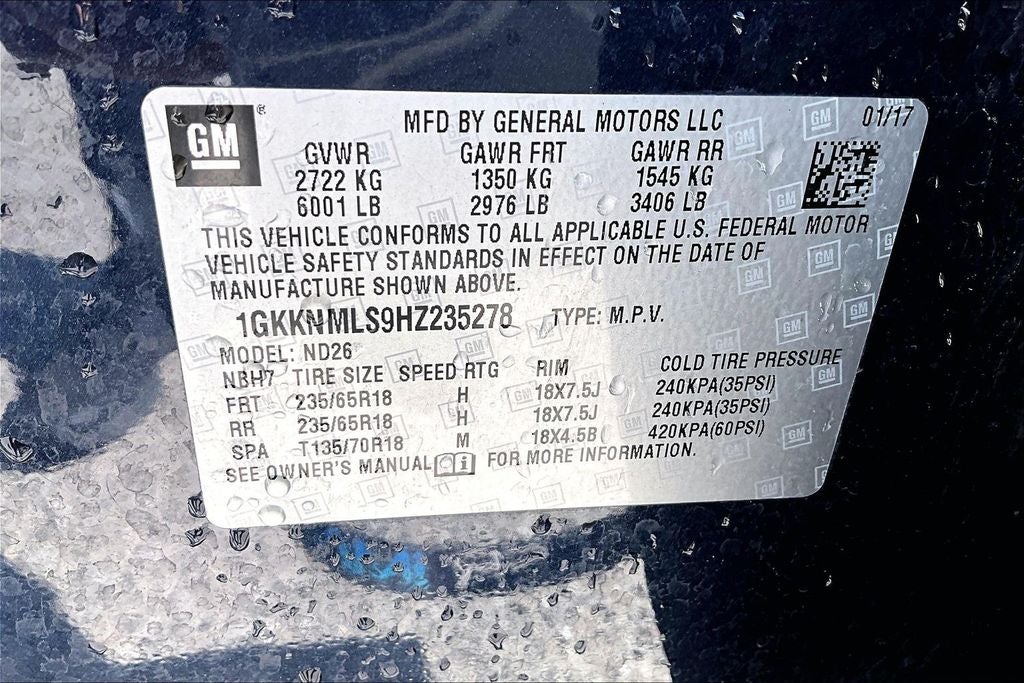 GM
MFD BY GENERAL MOTORS LLC 01/17
GVWR GAWR FRT GAWR RR
2722 KG 1350 KG 1545 KG
6001 LB 2976 LB 3406 LB
THIS VEHICLE CONFORMS TO ALL APPLICABLE U.S. FEDERAL MOTOR
VEHICLE SAFETY STANDARDS IN EFFECT ON THE DATE OF
MANUFACTURE SHOWN ABOVE.
1GKKNMLS9HZ235278 TYPE: M.P.V.
MODEL: ND26
NBH7 TIRE SIZE SPEED RTG RIM COLD TIRE PRESSURE
FRT 235/65R18 H 18X7.5J 240KPA(35PSI)
RR 235/65R18 H 18X7.5J 240KPA(35PSI)
SPA T135/70R18 M 18X4.5B 420KPA(60PSI)
SEE OWNER'S MANUAL i FOR MORE INFORMATION.